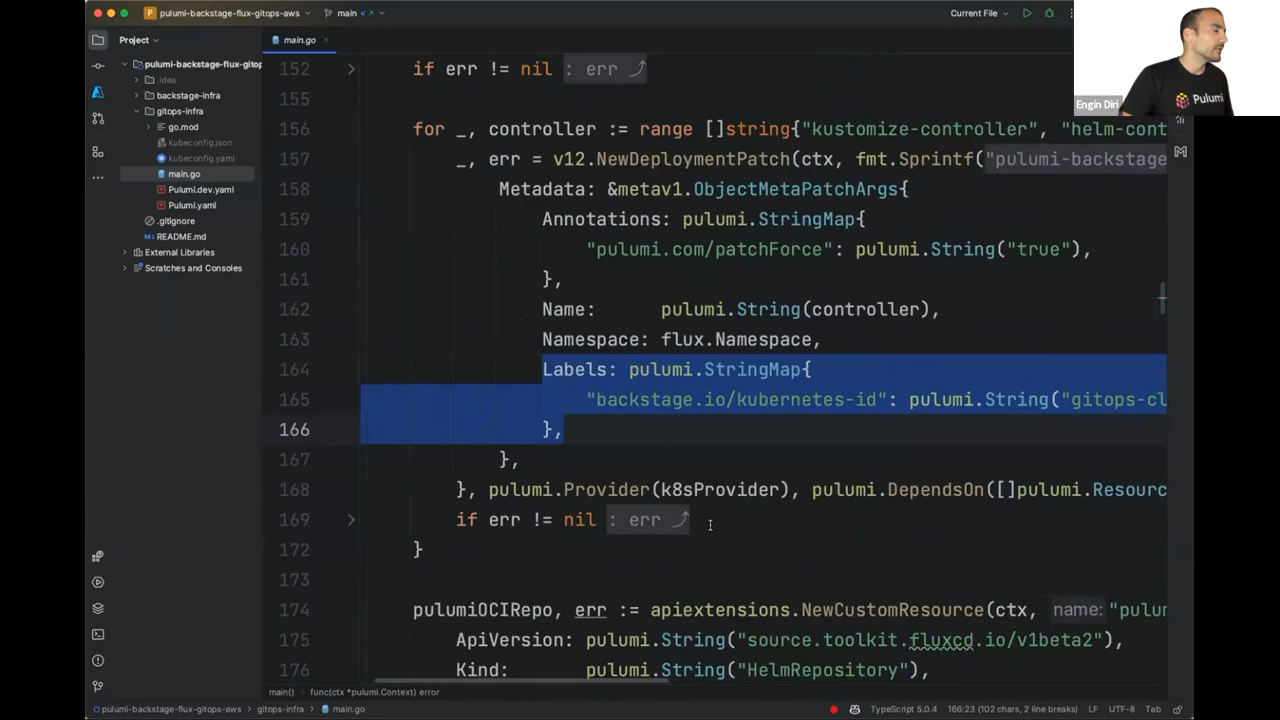 pulumi-backstage-flux-gitops-aws
main
Current File
Project
main.go
Engin Diri
Pulumi
pulumi-backstage-flux-gitop
.idea
backstage-infra
gitops-infra
go.mod
kubeconfig.json
kubeconfig.yaml
main.go
Pulumi.dev.yaml
Pulumi.yaml
.gitignore
README.md
External Libraries
Scratches and Consoles
152 if err != nil : err
155
156 for _, controller := range []string{"kustomize-controller", "helm-cont
157 _, err = v12.NewDeploymentPatch(ctx, fmt.Sprintf("pulumi-backstage
158 Metadata: &metav1.ObjectMetaPatchArgs{
159 Annotations: pulumi.StringMap{
160 "pulumi.com/patchForce": pulumi.String("true"),
161 },
162 Name: pulumi.String(controller),
163 Namespace: flux.Namespace,
164 Labels: pulumi.StringMap{
165 "backstage.io/kubernetes-id": pulumi.String("gitops-cl
166 },
167 },
168 }, pulumi.Provider(k8sProvider), pulumi.DependsOn([]pulumi.Resourc
169 if err != nil : err
172 }
173
174 pulumiOCIRepo, err := apiextensions.NewCustomResource(ctx, name: "pulum
175 ApiVersion: pulumi.String("source.toolkit.fluxcd.io/v1beta2"),
176 Kind: pulumi.String("HelmRepository"),
main() func(ctx *pulumi.Context) error
pulumi-backstage-flux-gitops-aws > gitops-infra > main.go
TypeScript 5.0.4 166:23 (102 chars, 2 line breaks) LF UTF-8 Tab